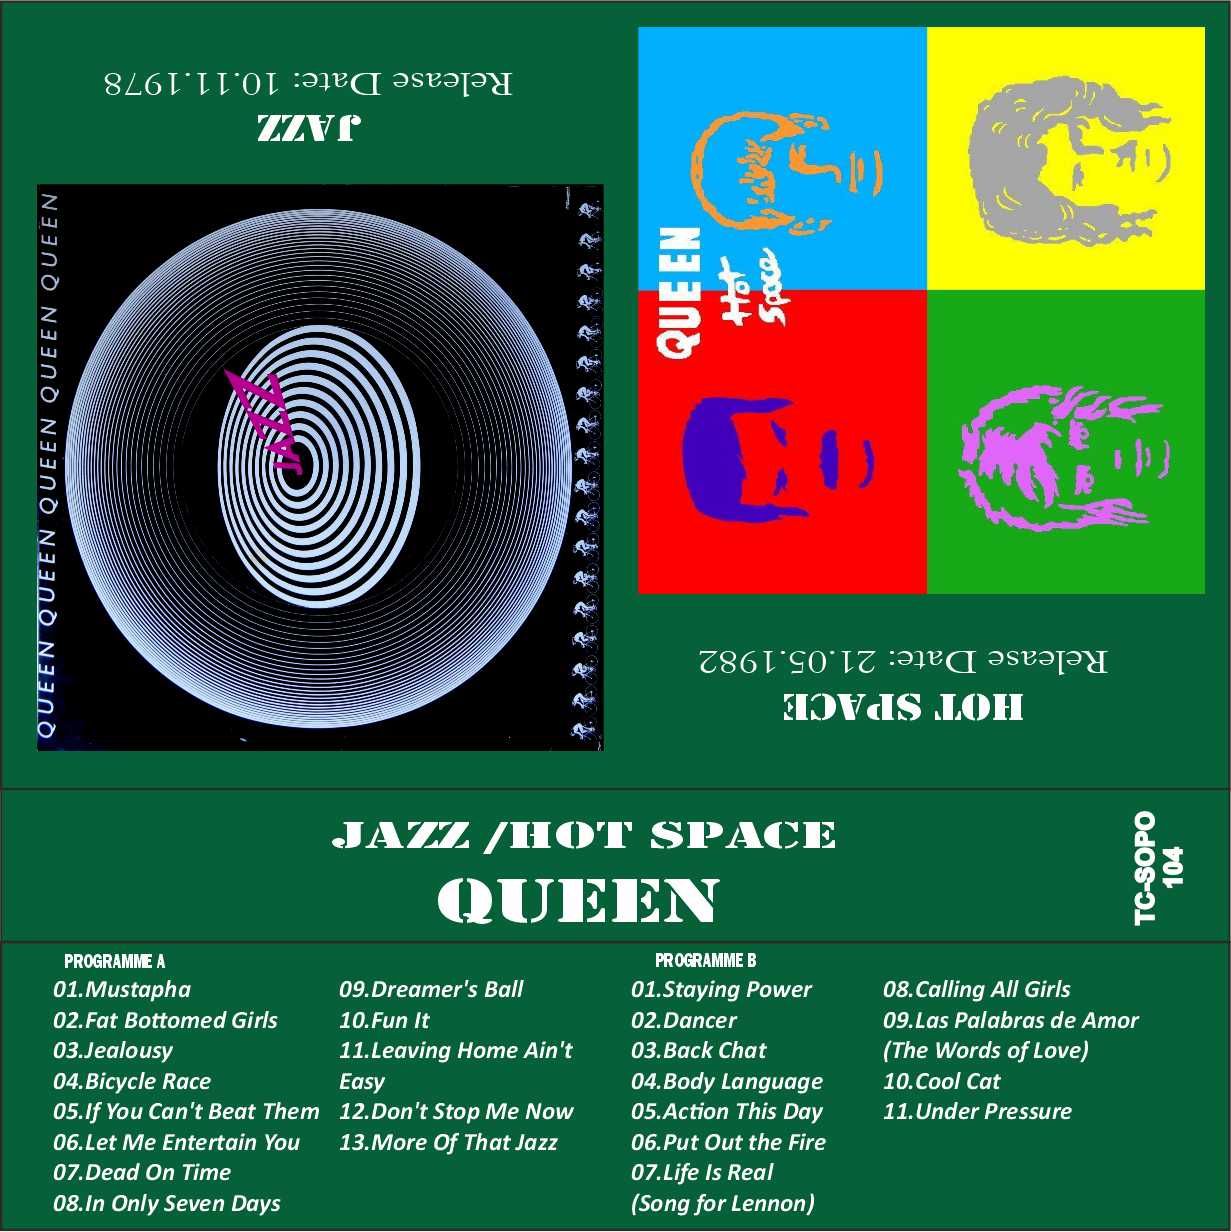 Release Date: 10.11.1978
JAZZ
QUEEN QUEEN QUEEN QUEEN QUEEN
JAZZ
QUEEN
Hot
Space
Release Date: 21.05.1982
HOT SPACE
JAZZ /HOT SPACE
QUEEN
TC-SOPO
104
PROGRAMME A
01.Mustapha
02.Fat Bottomed Girls
03.Jealousy
04.Bicycle Race
05.If You Can't Beat Them
06.Let Me Entertain You
07.Dead On Time
08.In Only Seven Days
09.Dreamer's Ball
10.Fun It
11.Leaving Home Ain't
Easy
12.Don't Stop Me Now
13.More Of That Jazz
PROGRAMME B
01.Staying Power
02.Dancer
03.Back Chat
04.Body Language
05.Action This Day
06.Put Out the Fire
07.Life Is Real
(Song for Lennon)
08.Calling All Girls
09.Las Palabras de Amor
(The Words of Love)
10.Cool Cat
11.Under Pressure